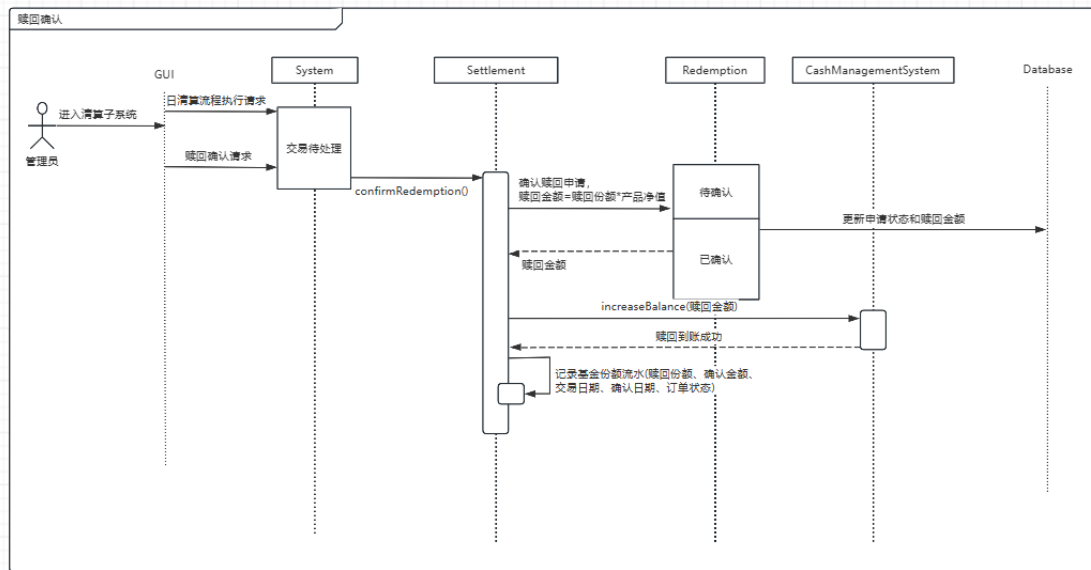 赎回确认
GUI
System
Settlement
Redemption
CashManagementSystem
Database
日清算流程执行请求
进入清算子系统
管理员
赎回确认请求
交易待处理
confirmRedemption()
确认赎回申请，
赎回金额=赎回份额*产品净值
待确认
更新申请状态和赎回金额
已确认
赎回金额
increaseBalance(赎回金额)
赎回到账成功
记录基金份额流水(赎回份额、确认金额、
交易日期、确认日期、订单状态)